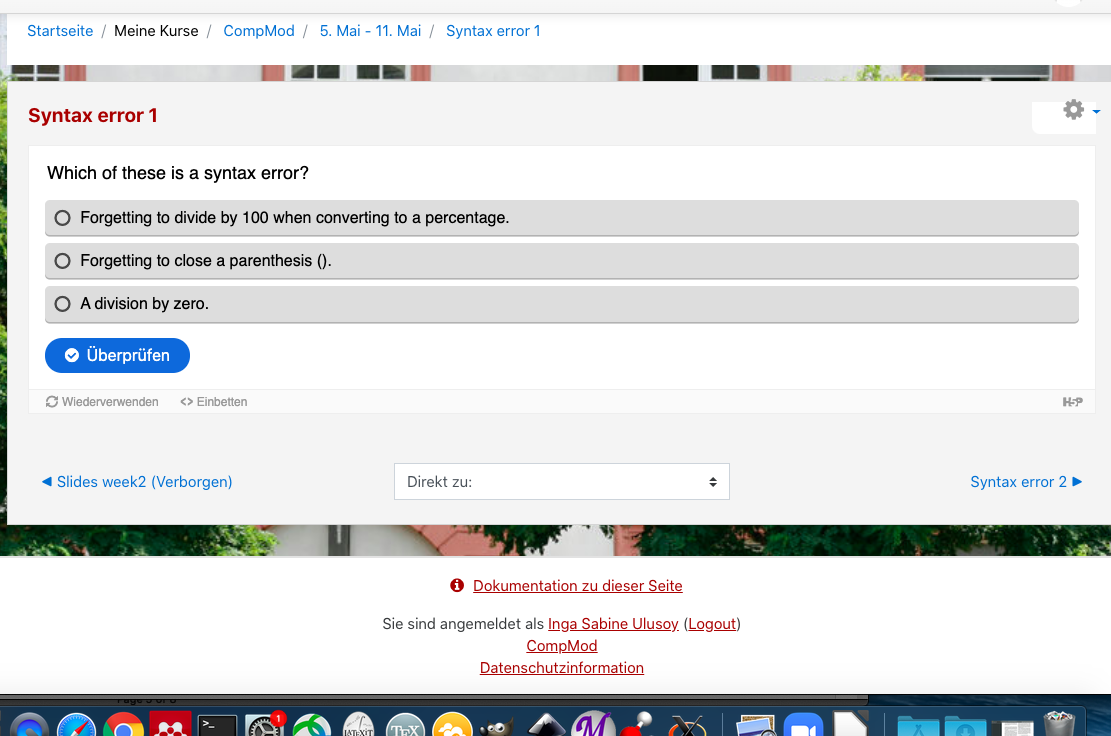 Startseite / Meine Kurse / CompMod / 5. Mai - 11. Mai / Syntax error 1
Syntax error 1
Which of these is a syntax error?
Forgetting to divide by 100 when converting to a percentage.
Forgetting to close a parenthesis ().
A division by zero.
Überprüfen
Wiederverwenden <> Einbetten H5P
◀ Slides week2 (Verborgen) Direkt zu: Syntax error 2 ▶
Dokumentation zu dieser Seite
Sie sind angemeldet als Inga Sabine Ulusoy (Logout)
CompMod
Datenschutzinformation
1
LATEXiT TEX M X